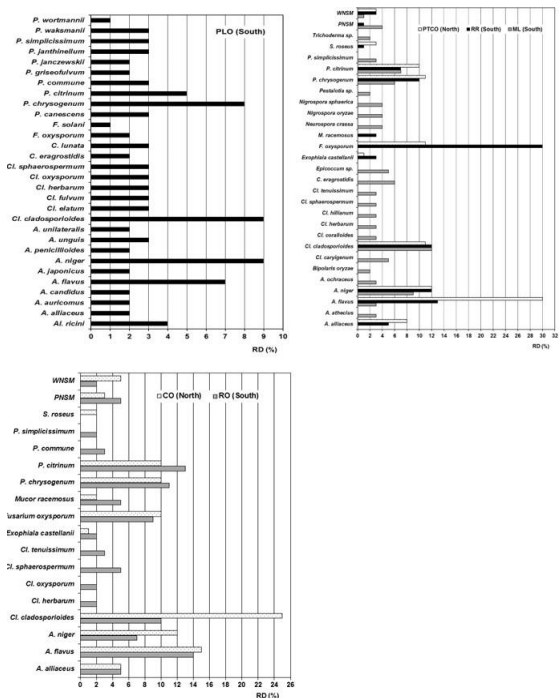 PLO (South)
P. wortmannii
P. waksmanii
P. simplicissimum
P. janthinellum
P. janczewskii
P. griseofulvum
P. commune
P. citrinum
P. chrysogenum
P. canescens
F. solani
F. oxysporum
C. lunata
C. eragrostidis
Cl. sphaerospermum
Cl. oxysporum
Cl. herbarum
Cl. fulvum
Cl. elatum
Cl. cladosporioides
A. unilateralis
A. unguis
A. penicillioides
A. niger
A. japonicus
A. flavus
A. candidus
A. auricomus
A. alliaceus
Al. ricini
0 1 2 3 4 5 6 7 8 9 10
RD (%)
PTCO (North) RR (South) ML (South)
WNSM
PNSM
Trichoderma sp.
S. roseus
P. simplicissimum
P. citrinum
P. chrysogenum
Pestalotia sp.
Nigrospora sphaerica
Nigrospora oryzae
Neurospora crassa
M. racemosus
F. oxysporum
Exophiala castellanii
Epicoccum sp.
C. eragrostidis
Cl. tenuissimum
Cl. sphaerospermum
Cl. hillianum
Cl. herbarum
Cl. coralloides
Cl. cladosporioides
Cl. caryigenum
Bipolaris oryzae
A. ochraceus
A. niger
A. flavus
A. athecius
A. alliaceus
0 2 4 6 8 10 12 14 16 18 20 22 24 26 28 30 32
RD (%)
CO (North) RO (South)
WNSM
PNSM
S. roseus
P. simplicissimum
P. commune
P. citrinum
P. chrysogenum
Mucor racemosus
usarium oxysporum
Exophiala castellanii
Cl. tenuissimum
Cl. sphaerospermum
Cl. oxysporum
Cl. herbarum
Cl. cladosporioides
A. niger
A. flavus
A. alliaceus
0 2 4 6 8 10 12 14 16 18 20 22 24 26
RD (%)